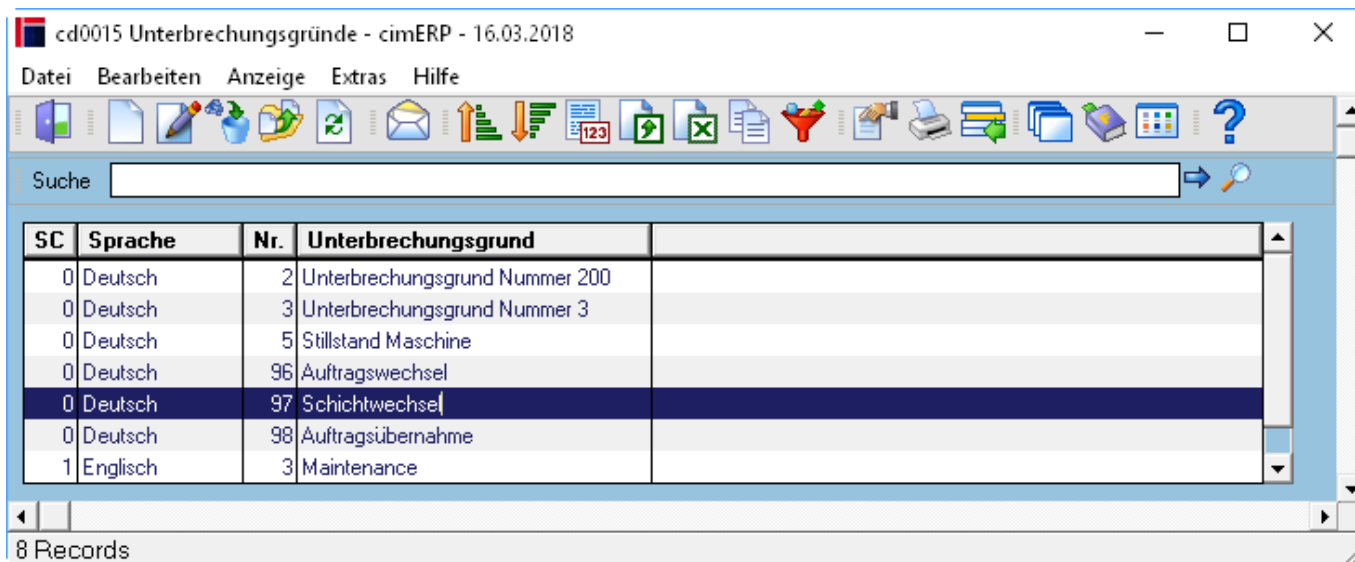 cd0015 Unterbrechungsgründe - cimERP - 16.03.2018
Datei Bearbeiten Anzeige Extras Hilfe
123
Suche
SC Sprache Nr. Unterbrechungsgrund
0 Deutsch 2 Unterbrechungsgrund Nummer 200
0 Deutsch 3 Unterbrechungsgrund Nummer 3
0 Deutsch 5 Stillstand Maschine
0 Deutsch 96 Auftragswechsel
0 Deutsch 97 Schichtwechsel
0 Deutsch 98 Auftragsübernahme
1 Englisch 3 Maintenance
8 Records